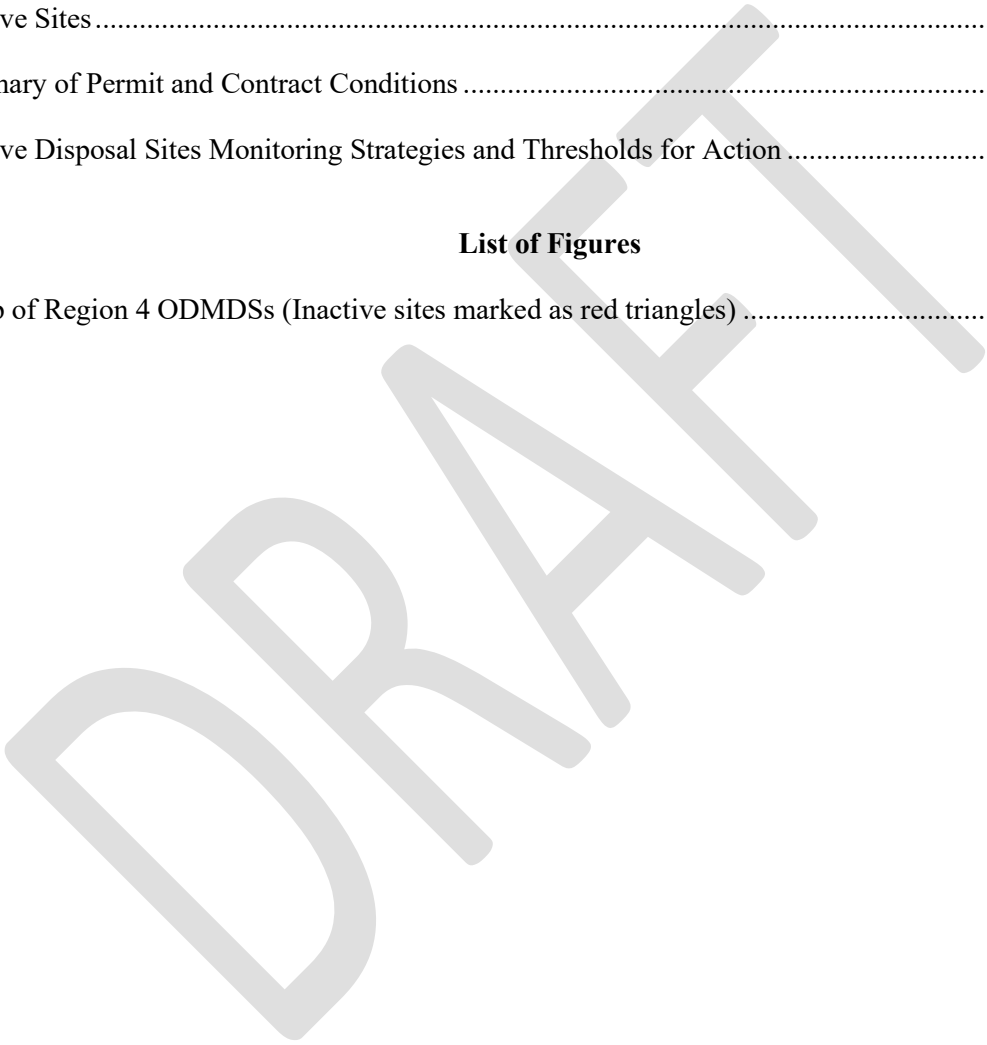 ve Sites
nary of Permit and Contract Conditions
ve Disposal Sites Monitoring Strategies and Thresholds for Action
List of Figures
of Region 4 ODMDSs (Inactive sites marked as red triangles)
DRAFT